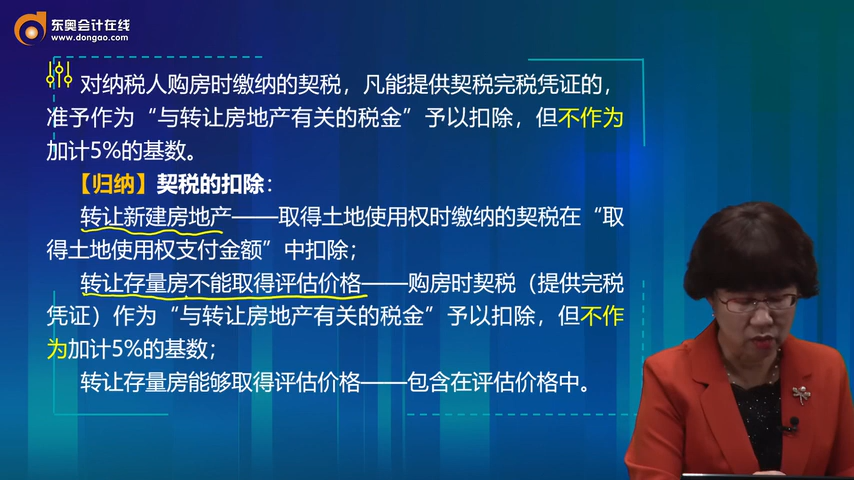 东奥会计在线
www.dongao.com
对纳税人购房时缴纳的契税，凡能提供契税完税凭证的，
准予作为“与转让房地产有关的税金”予以扣除，但不作为
加计5%的基数。
【归纳】契税的扣除：
转让新建房地产——取得土地使用权时缴纳的契税在“取
得土地使用权支付金额”中扣除；
转让存量房不能取得评估价格——购房时契税（提供完税
凭证）作为“与转让房地产有关的税金”予以扣除，但不作
为加计5%的基数；
转让存量房能够取得评估价格——包含在评估价格中。